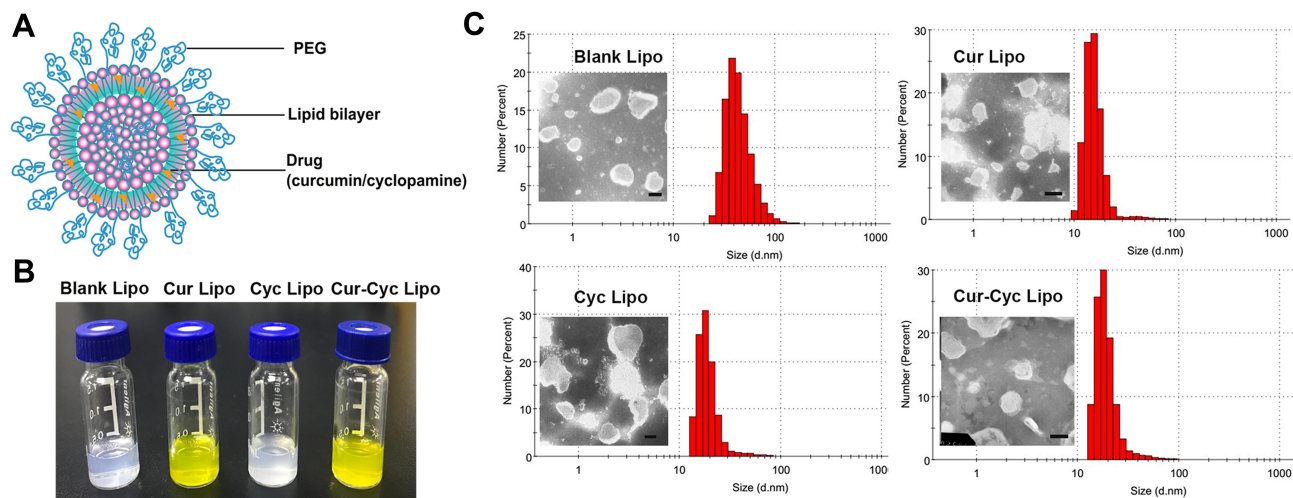 A
PEG
Lipid bilayer
Drug
(curcumin/cyclopamine)
B
Blank Lipo
Cur Lipo
Cyc Lipo
Cur-Cyc Lipo
C
Blank Lipo
Number (Percent)
25
20
15
10
5
0
1
10
100
1000
Size (d.nm)
Cur Lipo
Number (Percent)
30
20
10
0
1
10
100
1000
Size (d.nm)
Cyc Lipo
Number (Percent)
40
30
20
10
0
1
10
100
1000
Size (d.nm)
Cur-Cyc Lipo
Number (Percent)
30
20
10
0
1
10
100
1000
Size (d.nm)